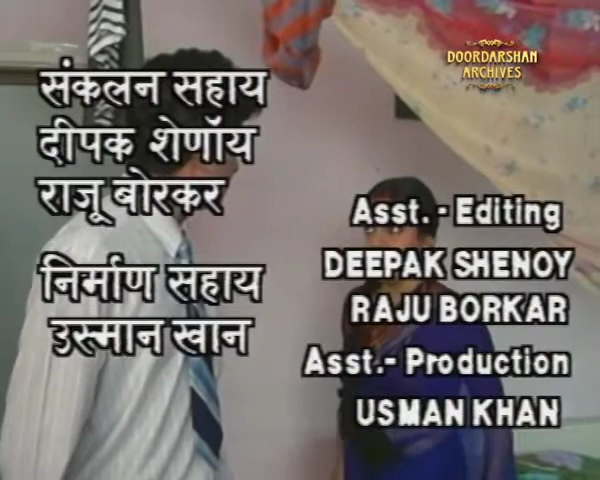 DOORDARSHAN
ARCHIVES
संकलन सहाय
दीपक शेणॉय
राजू बोरकर
निर्माण सहाय
उस्मान खान
Asst. - Editing
DEEPAK SHENOY
RAJU BORKAR
Asst.- Production
USMAN KHAN